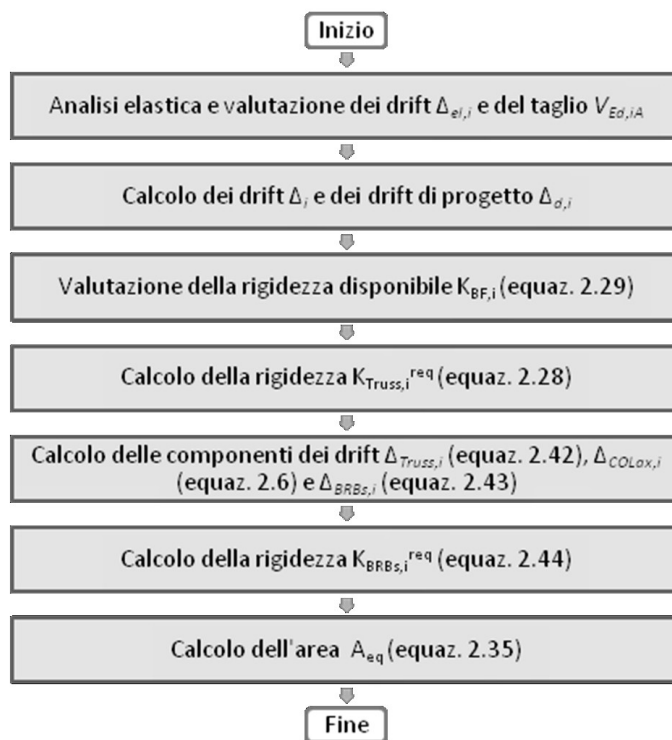 Inizio
Analisi elastica e valutazione dei drift Δel,i e del taglio VEd,iA
Calcolo dei drift Δi e dei drift di progetto Δd,i
Valutazione della rigidezza disponibile KBF,i (equaz. 2.29)
Calcolo della rigidezza KTruss,i^req (equaz. 2.28)
Calcolo delle componenti dei drift ΔTruss,i (equaz. 2.42), ΔCOLax,i
(equaz. 2.6) e ΔBRBs,i (equaz. 2.43)
Calcolo della rigidezza KBRBs,i^req (equaz. 2.44)
Calcolo dell'area Aeq (equaz. 2.35)
Fine